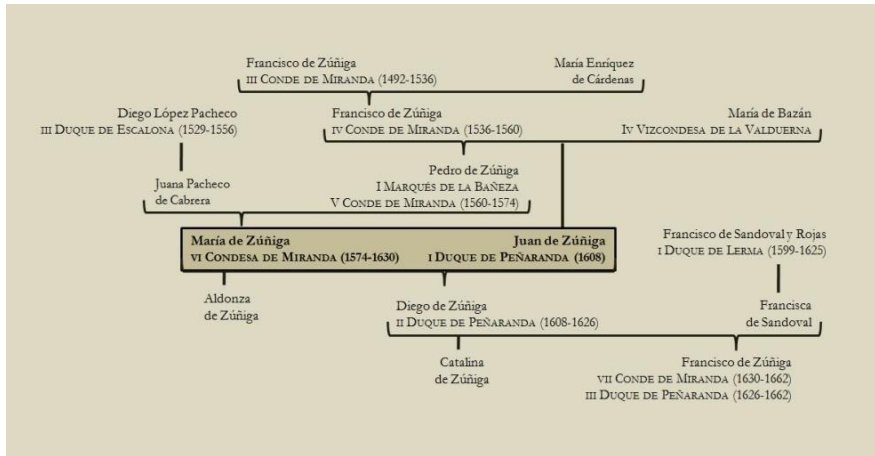 Francisco de Zúñiga
III CONDE DE MIRANDA (1492-1536)
María Enríquez
de Cárdenas
Diego López Pacheco
III DUQUE DE ESCALONA (1529-1556)
Francisco de Zúñiga
IV CONDE DE MIRANDA (1536-1560)
María de Bazán
IV VIZCONDESA DE LA VALDUERNA
Juana Pacheco
de Cabrera
Pedro de Zúñiga
I MARQUÉS DE LA BAÑEZA
V CONDE DE MIRANDA (1560-1574)
María de Zúñiga
VI CONDESA DE MIRANDA (1574-1630)
Juan de Zúñiga
I DUQUE DE PEÑARANDA (1608)
Francisco de Sandoval y Rojas
I DUQUE DE LERMA (1599-1625)
Aldonza
de Zúñiga
Diego de Zúñiga
II DUQUE DE PEÑARANDA (1608-1626)
Francisca
de Sandoval
Catalina
de Zúñiga
Francisco de Zúñiga
VII CONDE DE MIRANDA (1630-1662)
III DUQUE DE PEÑARANDA (1626-1662)